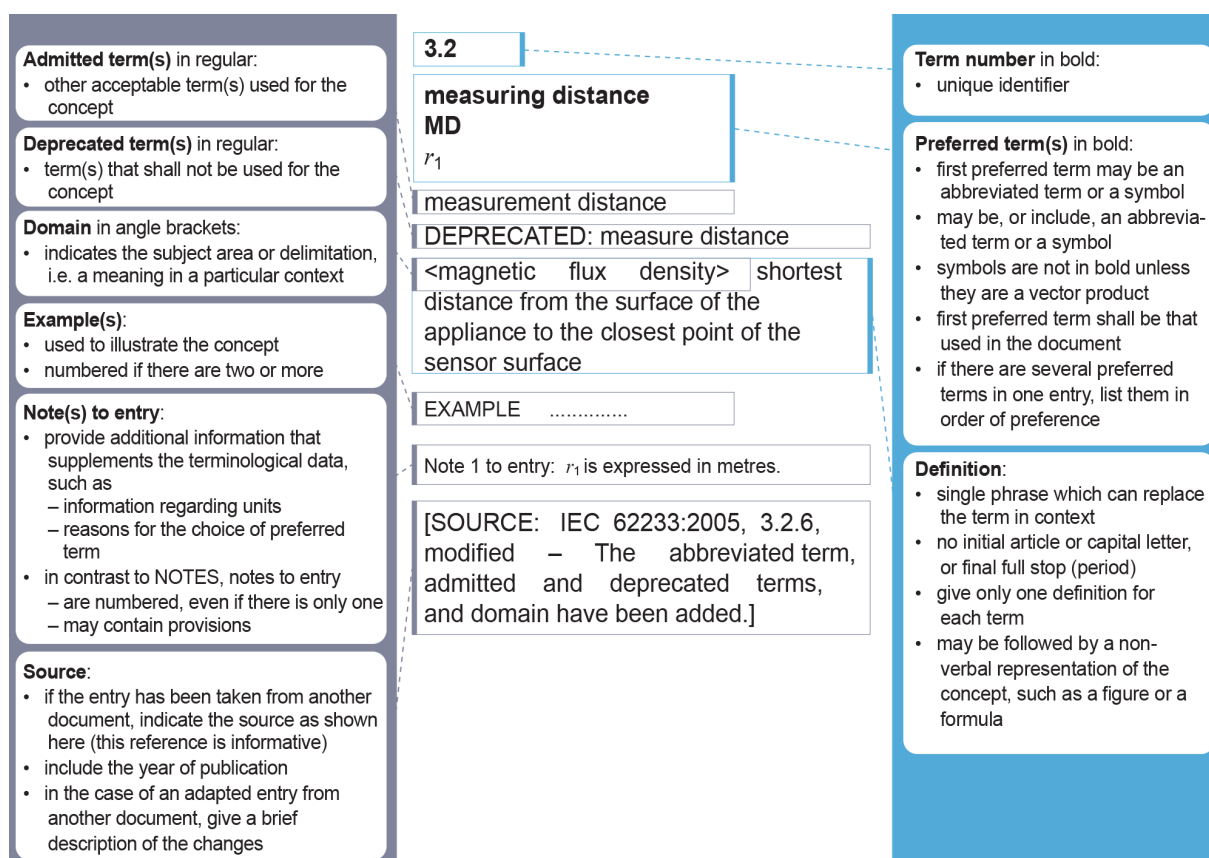 Admitted term(s) in regular:
• other acceptable term(s) used for the
concept
Deprecated term(s) in regular:
• term(s) that shall not be used for the
concept
Domain in angle brackets:
• indicates the subject area or delimitation,
i.e. a meaning in a particular context
Example(s):
• used to illustrate the concept
• numbered if there are two or more
Note(s) to entry:
• provide additional information that
supplements the terminological data,
such as
– information regarding units
– reasons for the choice of preferred
term
• in contrast to NOTES, notes to entry
– are numbered, even if there is only one
– may contain provisions
Source:
• if the entry has been taken from another
document, indicate the source as shown
here (this reference is informative)
• include the year of publication
• in the case of an adapted entry from
another document, give a brief
description of the changes
3.2
measuring distance
MD
r1
measurement distance
DEPRECATED: measure distance
<magnetic flux density> shortest
distance from the surface of the
appliance to the closest point of the
sensor surface
EXAMPLE ..............
Note 1 to entry: r1 is expressed in metres.
[SOURCE: IEC 62233:2005, 3.2.6,
modified – The abbreviated term,
admitted and deprecated terms,
and domain have been added.]
Term number in bold:
• unique identifier
Preferred term(s) in bold:
• first preferred term may be an
abbreviated term or a symbol
• may be, or include, an abbrevia-
ted term or a symbol
• symbols are not in bold unless
they are a vector product
• first preferred term shall be that
used in the document
• if there are several preferred
terms in one entry, list them in
order of preference
Definition:
• single phrase which can replace
the term in context
• no initial article or capital letter,
or final full stop (period)
• give only one definition for
each term
• may be followed by a non-
verbal representation of the
concept, such as a figure or a
formula